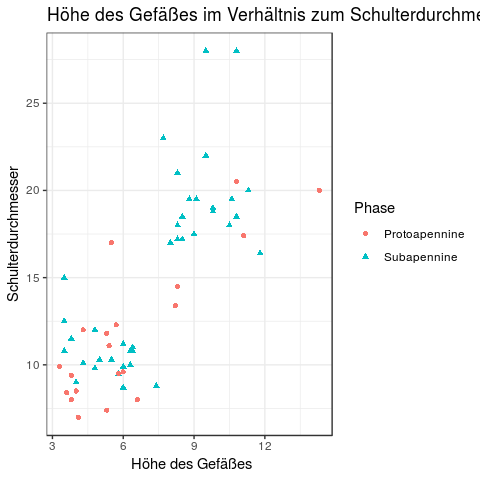 Höhe des Gefäßes im Verhältnis zum Schulterdurchme
25
20
15
10
3
6
9
12
Schulterdurchmesser
Höhe des Gefäßes
Phase
Protoapennine
Subapennine